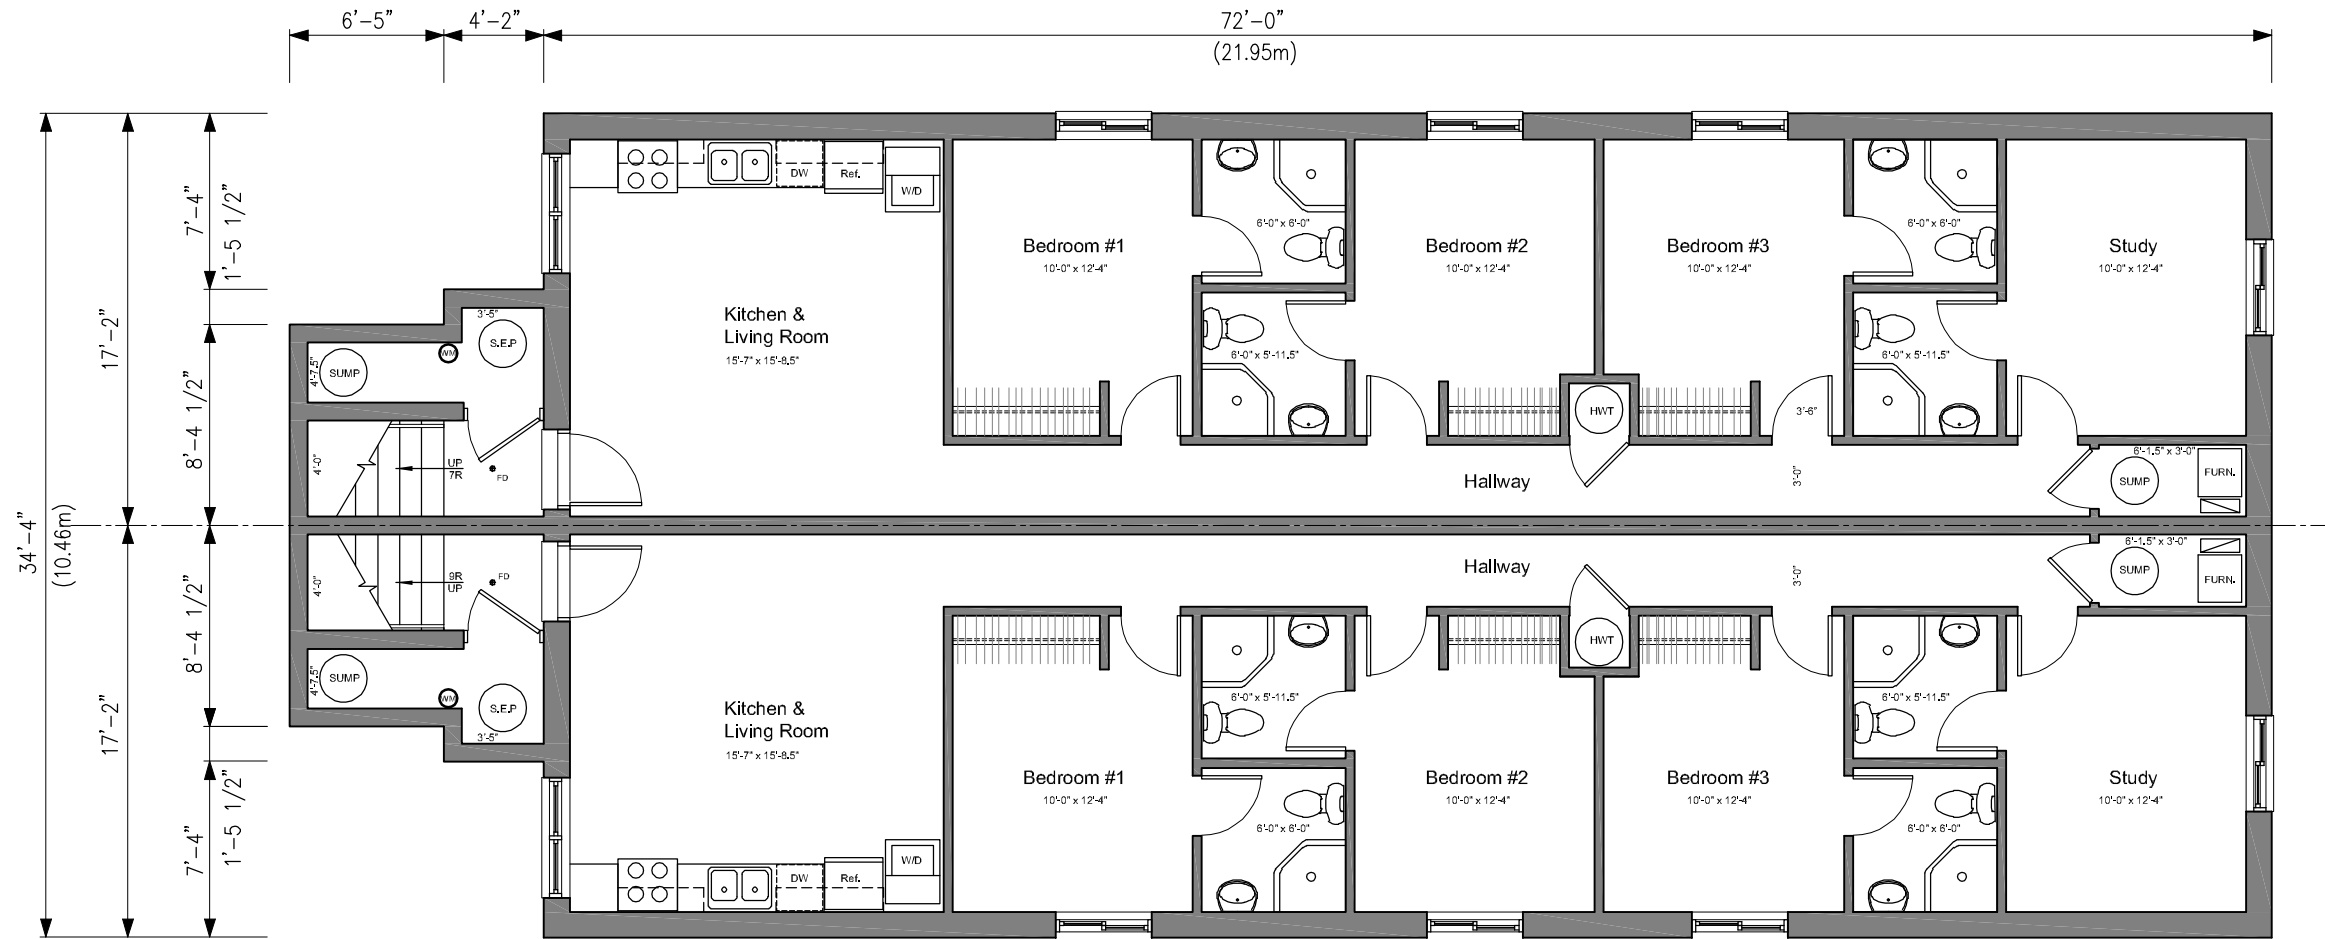 6'-5"
4'-2"
72'-0"
(21.95m)
34'-4"
(10.46m)
17'-2"
7'-4"
1'-5 1/2"
8'-4 1/2"
DW
Ref.
W/D
6'-0" x 6'-0"
6'-0" x 6'-0"
Bedroom #1
10'-0" x 12'-4"
Bedroom #2
10'-0" x 12'-4"
Bedroom #3
10'-0" x 12'-4"
Study
10'-0" x 12'-4"
Kitchen &
Living Room
15'-7" x 15'-8.5"
3'-5"
S.E.P
WM
SUMP
4'-7.5"
6'-0" x 5'-11.5"
6'-0" x 5'-11.5"
HWT
3'-6"
4'-0"
UP
7R
FD
Hallway
3'-0"
6'-1.5" x 3'-0"
SUMP
FURN.
17'-2"
8'-4 1/2"
1'-5 1/2"
7'-4"
4'-0"
9R
UP
FD
Hallway
3'-0"
6'-1.5" x 3'-0"
SUMP
FURN.
HWT
SUMP
4'-7.5"
WM
S.E.P
3'-5"
6'-0" x 5'-11.5"
6'-0" x 5'-11.5"
Kitchen &
Living Room
15'-7" x 15'-8.5"
Bedroom #1
10'-0" x 12'-4"
Bedroom #2
10'-0" x 12'-4"
Bedroom #3
10'-0" x 12'-4"
Study
10'-0" x 12'-4"
6'-0" x 6'-0"
6'-0" x 6'-0"
DW
Ref.
W/D